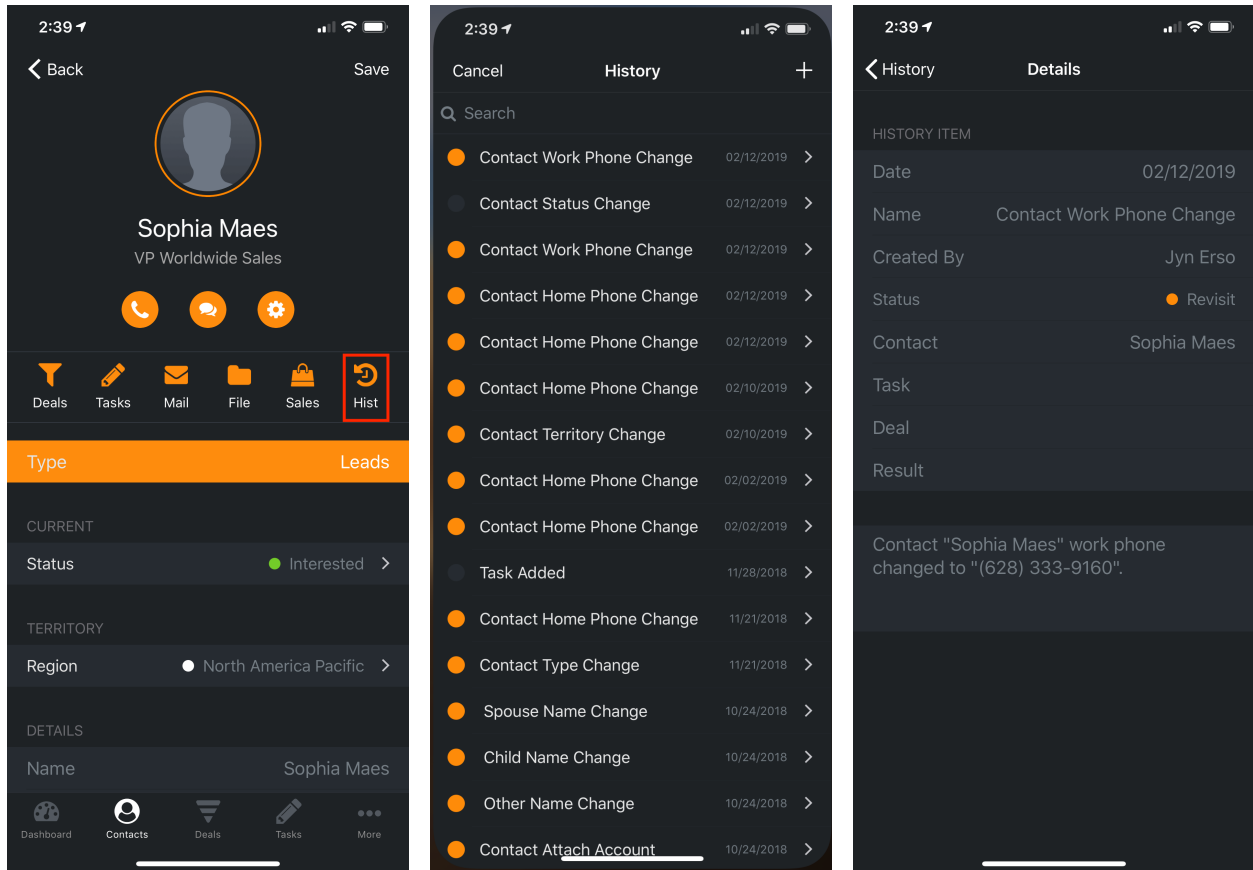 2:39
Back Save
Sophia Maes
VP Worldwide Sales
Deals Tasks Mail File Sales Hist
Type Leads
CURRENT
Status Interested
TERRITORY
Region North America Pacific
DETAILS
Name Sophia Maes
Dashboard Contacts Deals Tasks More
2:39
Cancel History +
Search
Contact Work Phone Change 02/12/2019
Contact Status Change 02/12/2019
Contact Work Phone Change 02/12/2019
Contact Home Phone Change 02/12/2019
Contact Home Phone Change 02/12/2019
Contact Home Phone Change 02/10/2019
Contact Territory Change 02/10/2019
Contact Home Phone Change 02/02/2019
Contact Home Phone Change 02/02/2019
Task Added 11/28/2018
Contact Home Phone Change 11/21/2018
Contact Type Change 11/21/2018
Spouse Name Change 10/24/2018
Child Name Change 10/24/2018
Other Name Change 10/24/2018
Contact Attach Account 10/24/2018
2:39
History Details
HISTORY ITEM
Date 02/12/2019
Name Contact Work Phone Change
Created By Jyn Erso
Status Revisit
Contact Sophia Maes
Task
Deal
Result
Contact "Sophia Maes" work phone
changed to "(628) 333-9160".